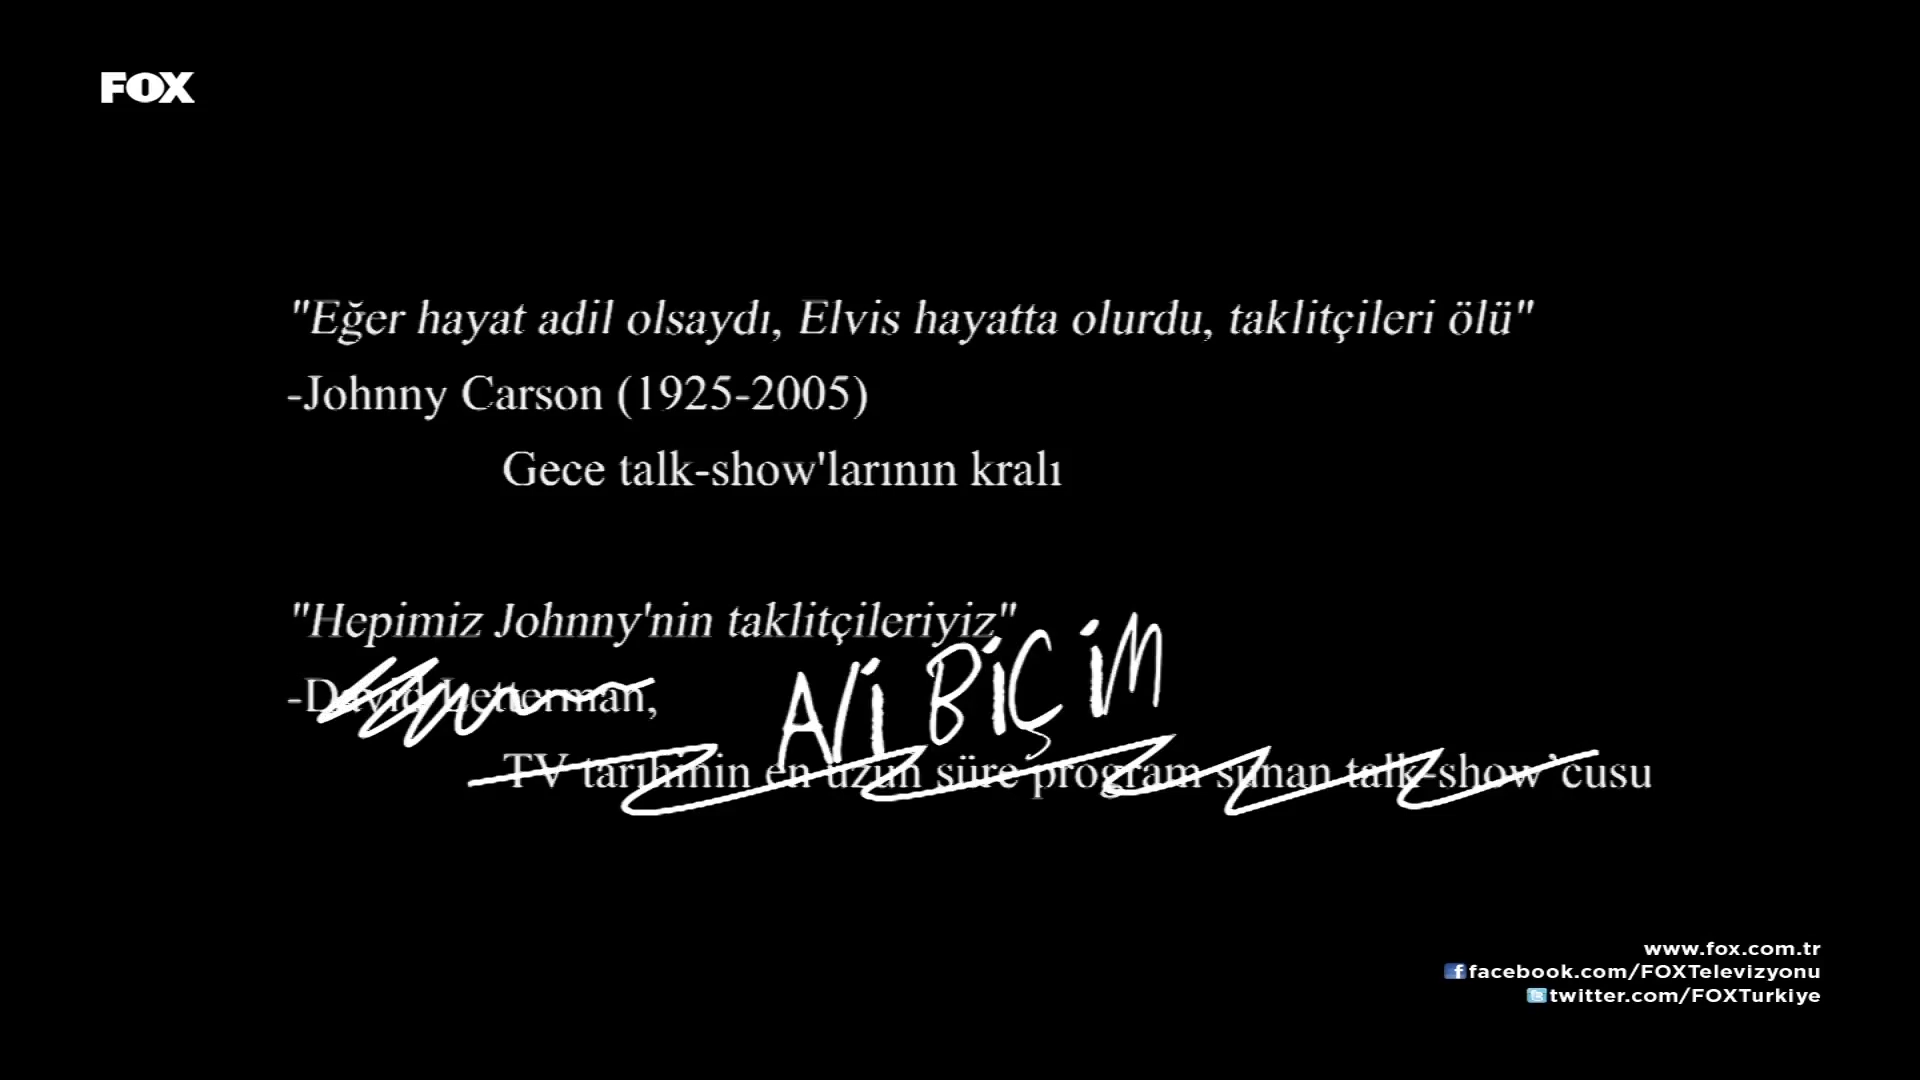 FOX
"Eğer hayat adil olsaydı, Elvis hayatta olurdu, taklitçileri ölü"
-Johnny Carson (1925-2005)
Gece talk-show'larının kralı
"Hepimiz Johnny'nin taklitçileriyiz"
-David Letterman,
ALİ BİÇİM
TV tarihinin en uzun süre program sunan talk-show’cusu
www.fox.com.tr
facebook.com/FOXTelevizyonu
twitter.com/FOXTurkiye